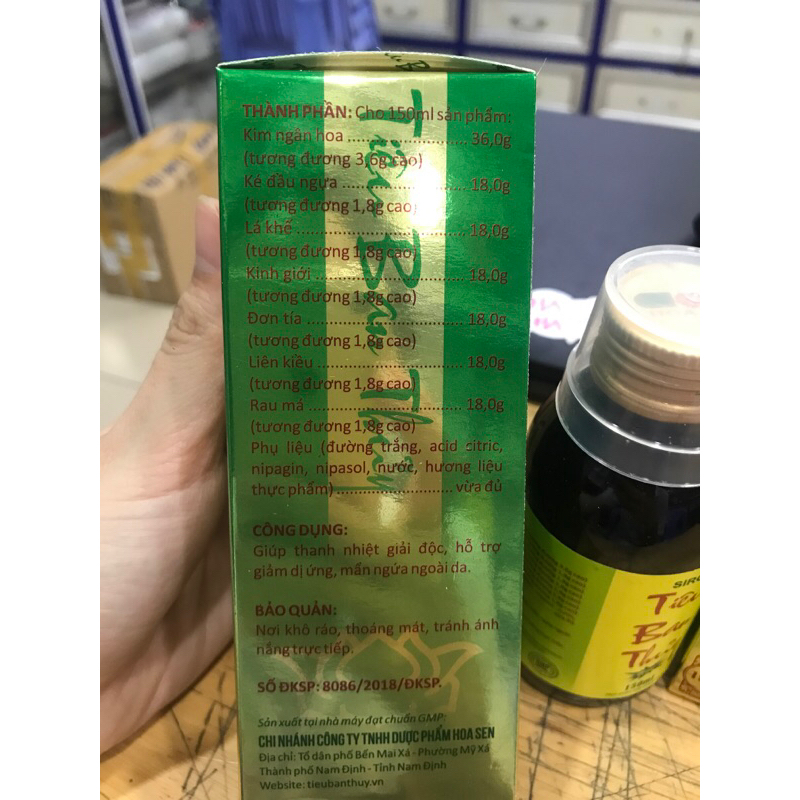 THÀNH PHẦN: Cho 150ml sản phẩm:
Kim ngân hoa ........................ 36,0g
(tương đương 3,6g cao)
Ké đầu ngựa ........................ 18,0g
(tương đương 1,8g cao)
Lá khế ........................ 18,0g
(tương đương 1,8g cao)
Kinh giới ........................ 18,0g
(tương đương 1,8g cao)
Đơn tía ........................ 18,0g
(tương đương 1,8g cao)
Liên kiều ........................ 18,0g
(tương đương 1,8g cao)
Rau má ........................ 18,0g
(tương đương 1,8g cao)
Phụ liệu (đường trắng, acid citric,
nipagin, nipasol, nước, hương liệu
thực phẩm) ........................ vừa đủ
CÔNG DỤNG:
Giúp thanh nhiệt giải độc, hỗ trợ
giảm dị ứng, mẩn ngứa ngoài da.
BẢO QUẢN:
Nơi khô ráo, thoáng mát, tránh ánh
nắng trực tiếp.
SỐ ĐKSP: 8086/2018/ĐKSP.
Sản xuất tại nhà máy đạt chuẩn GMP:
CHI NHÁNH CÔNG TY TNHH DƯỢC PHẨM HOA SEN
Địa chỉ: Tổ dân phố Bến Mai Xá - Phường Mỹ Xá
Thành phố Nam Định - Tỉnh Nam Định
Website: tieubanthuy.vn
Tiêu Ban Thủy
SIRO
Tiêu
Ban
Thủy
150ml